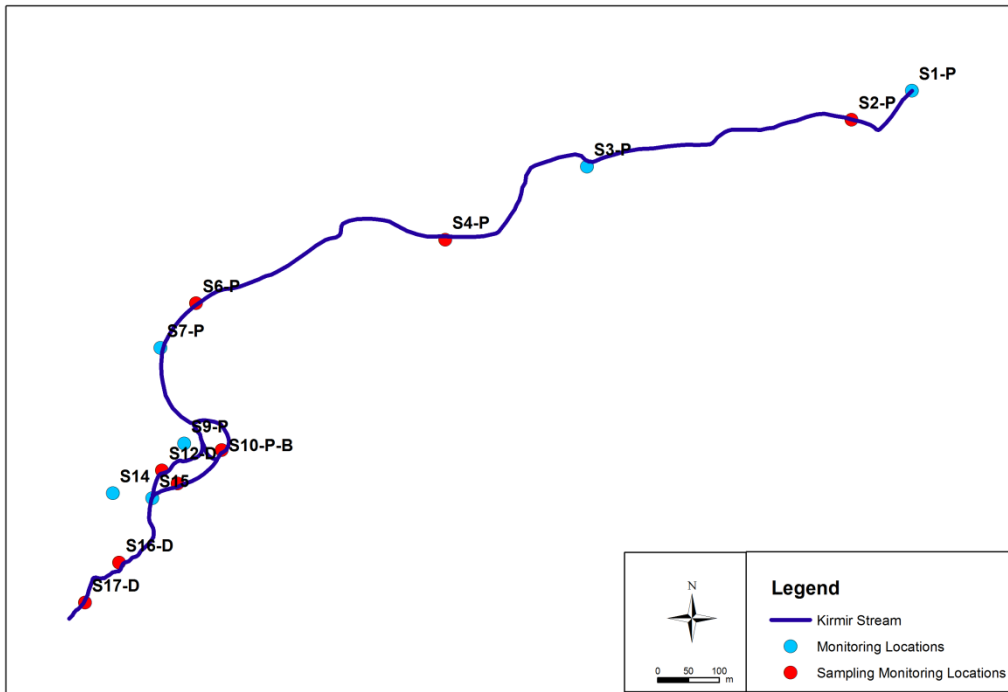 S1-P
S2-P
S3-P
S4-P
S6-P
S7-P
S9-P
S10-P-B
S12-D
S14
S15
S16-D
S17-D
N
0 50 100
m
Legend
Kirmir Stream
Monitoring Locations
Sampling Monitoring Locations